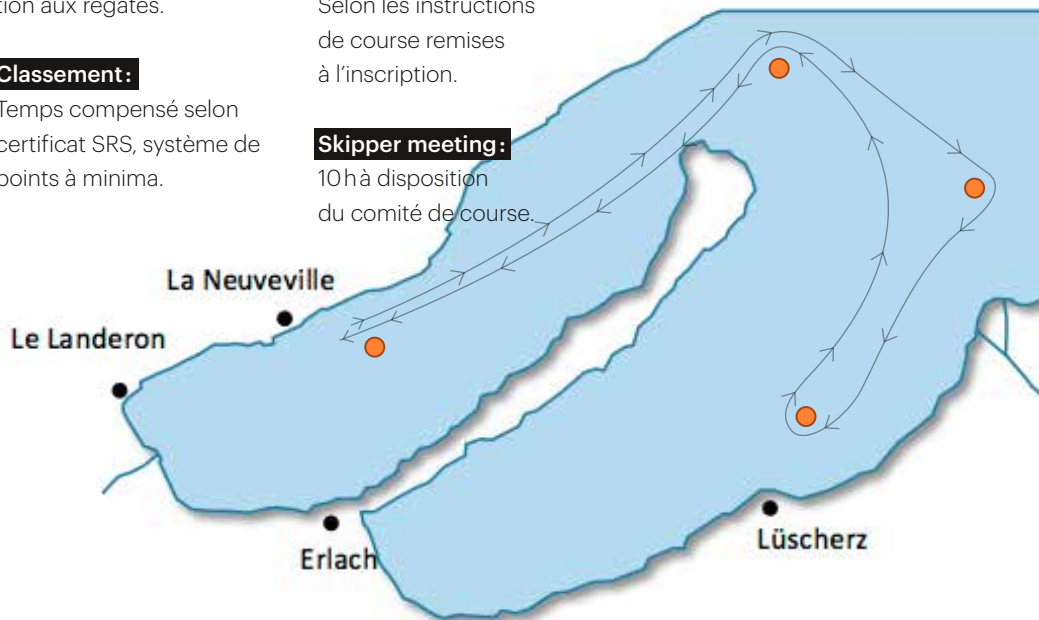 tion aux régates.
Classement :
Temps compensé selon
certificat SRS, système de
points à minima.
Selon les instructions
de course remises
à l’inscription.
Skipper meeting :
10 h à disposition
du comité de course.
La Neuveville
Le Landeron
Erlach
Lüscherz